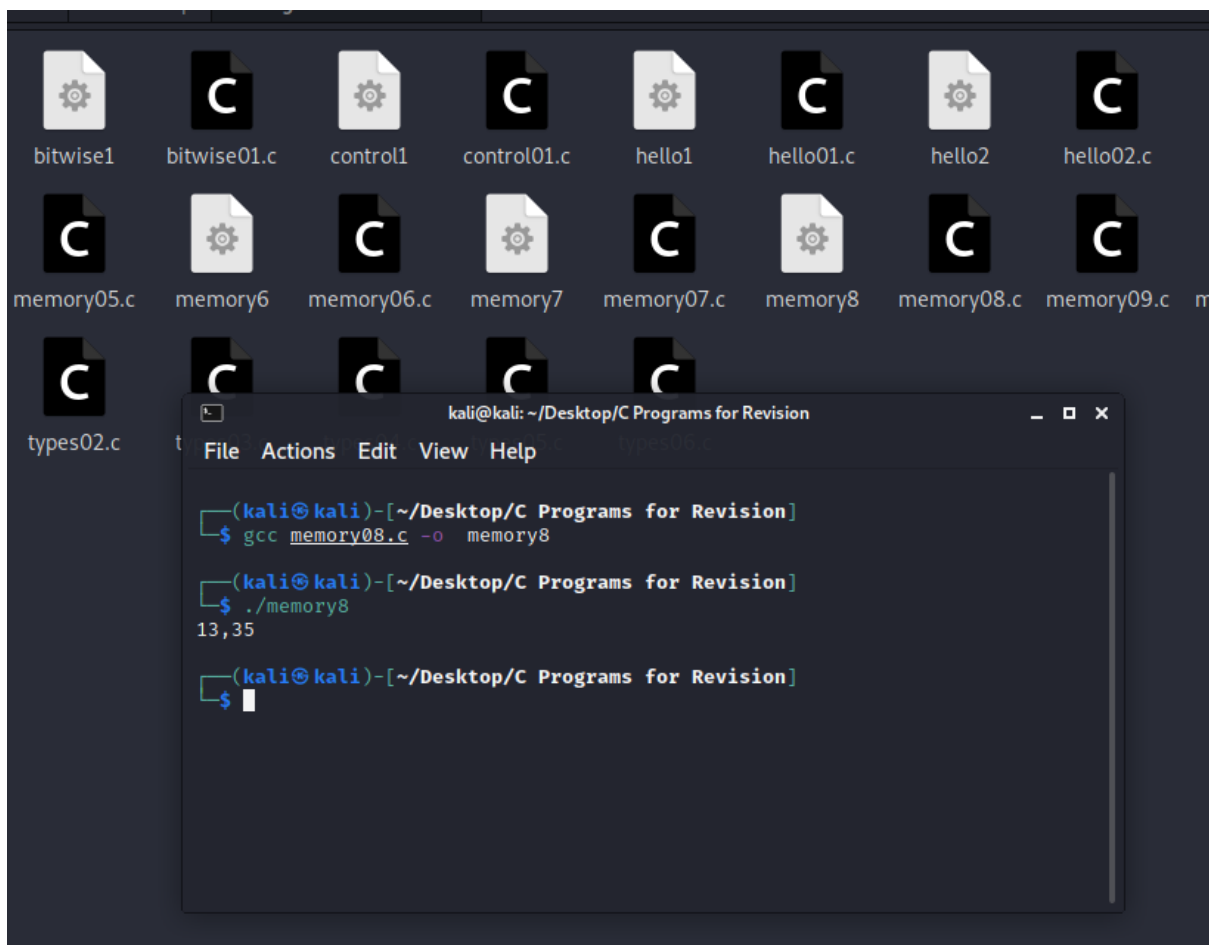 bitwise1 bitwise01.c control1 control01.c hello1 hello01.c hello2 hello02.c
memory05.c memory6 memory06.c memory7 memory07.c memory8 memory08.c memory09.c
types02.c types06.c
kali@kali: ~/Desktop/C Programs for Revision
File Actions Edit View Help
┌──(kali㉿kali)-[~/Desktop/C Programs for Revision]
└─$ gcc memory08.c -o  memory8
┌──(kali㉿kali)-[~/Desktop/C Programs for Revision]
└─$ ./memory8
13,35
┌──(kali㉿kali)-[~/Desktop/C Programs for Revision]
└─$